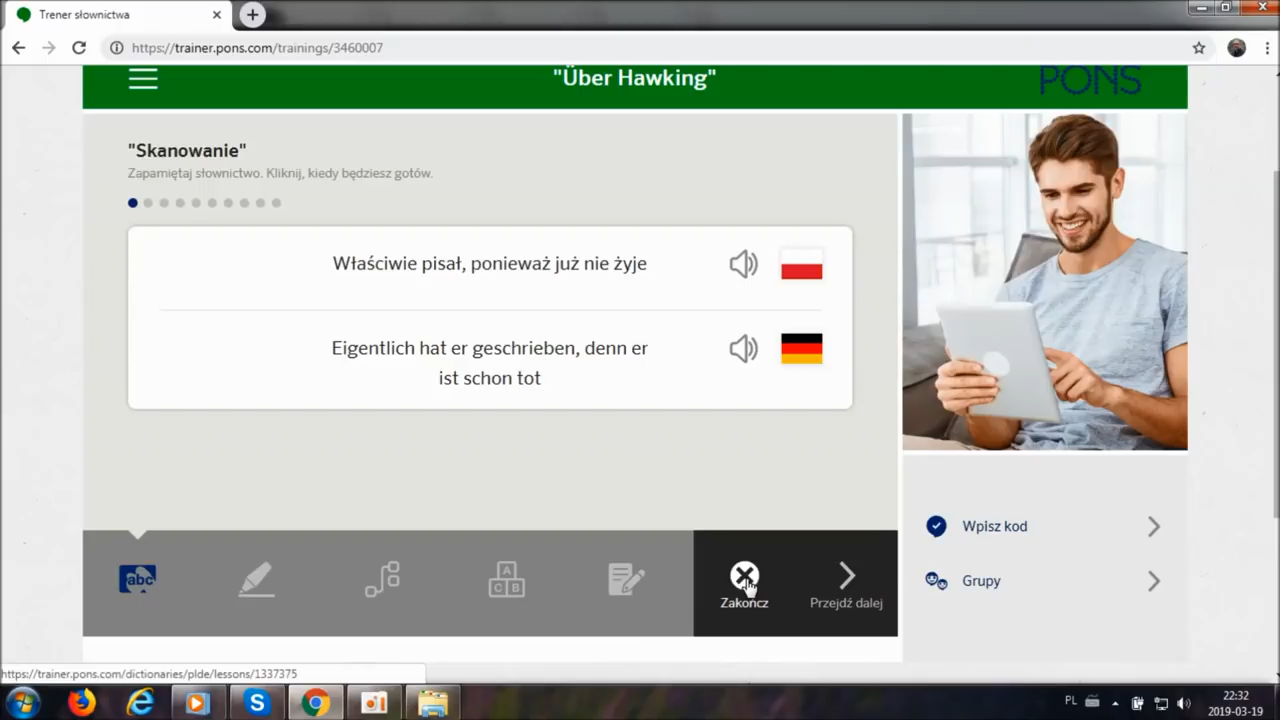 Trener słownictwa
https://trainer.pons.com/trainings/3460007
"Über Hawking"
PONS
"Skanowanie"
Zapamiętaj słownictwo. Kliknij, kiedy będziesz gotów.
Właściwie pisał, ponieważ już nie żyje
Eigentlich hat er geschrieben, denn er
ist schon tot
abc
A
C B
Zakończ
Przejdź dalej
Wpisz kod
Grupy
https://trainer.pons.com/dictionaries/plde/lessons/1337375
PL
22:32
2019-03-19